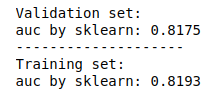 Validation set:
auc by sklearn: 0.8175
--------------------
Training set:
auc by sklearn: 0.8193